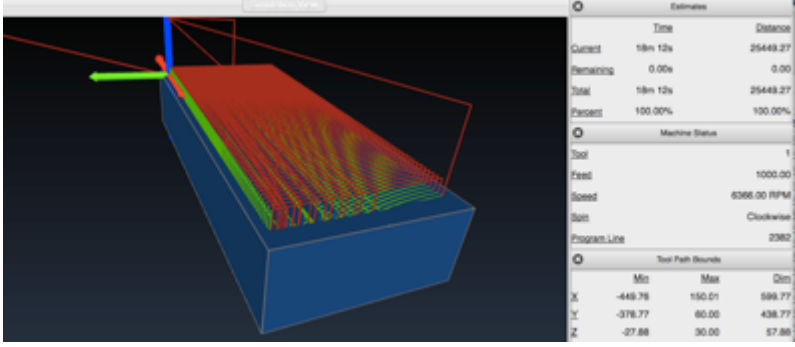 Estimates
Time Distance
Current 18m 12s 25449.27
Remaining 0.00s 0.00
Total 18m 12s 25449.27
Percent 100.00% 100.00%
Machine Status
Tool 1
Feed 1000.00
Speed 6366.00 RPM
Spin Clockwise
Program Line 2382
Tool Path Bounds
Min Max Dim
X -449.76 150.01 599.77
Y -378.77 60.00 438.77
Z -27.88 30.00 57.88